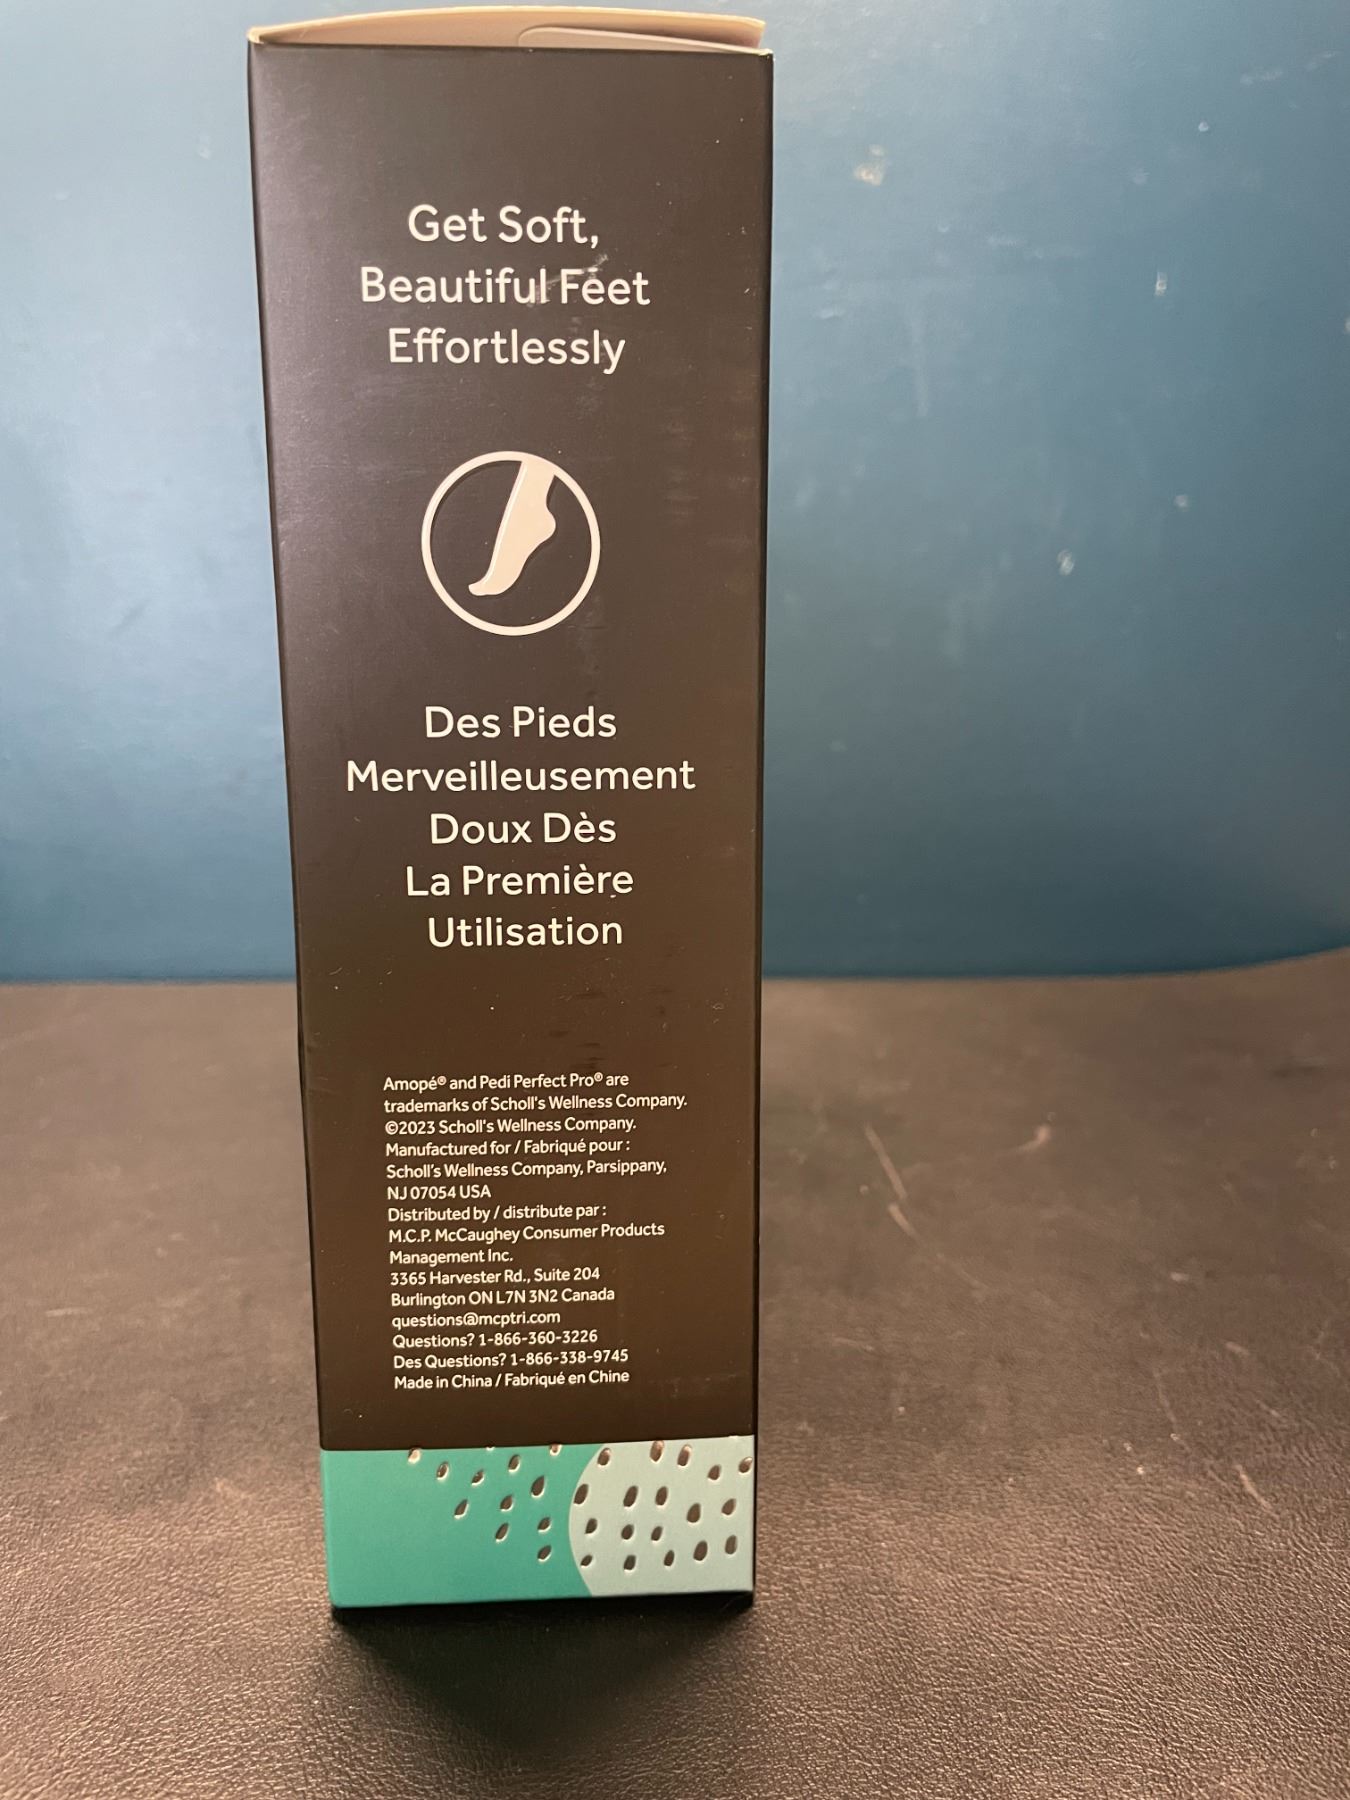 Get Soft,
Beautiful Feet
Effortlessly
Des Pieds
Merveilleusement
Doux Dès
La Première
Utilisation
Amopé® and Pedi Perfect Pro® are
trademarks of Scholl's Wellness Company.
©2023 Scholl's Wellness Company.
Manufactured for / Fabriqué pour :
Scholl's Wellness Company, Parsippany,
NJ 07054 USA
Distributed by / distribute par :
M.C.P. McCaughey Consumer Products
Management Inc.
3365 Harvester Rd., Suite 204
Burlington ON L7N 3N2 Canada
questions@mcptri.com
Questions? 1-866-360-3226
Des Questions? 1-866-338-9745
Made in China / Fabriqué en Chine